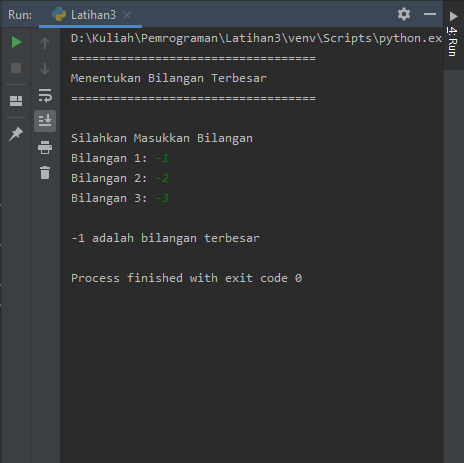 Run: Latihan3
D:\Kuliah\Pemrograman\Latihan3\venv\Scripts\python.ex
===================================
Menentukan Bilangan Terbesar
===================================
Silahkan Masukkan Bilangan
Bilangan 1: -1
Bilangan 2: -2
Bilangan 3: -3
-1 adalah bilangan terbesar
Process finished with exit code 0
4: Run